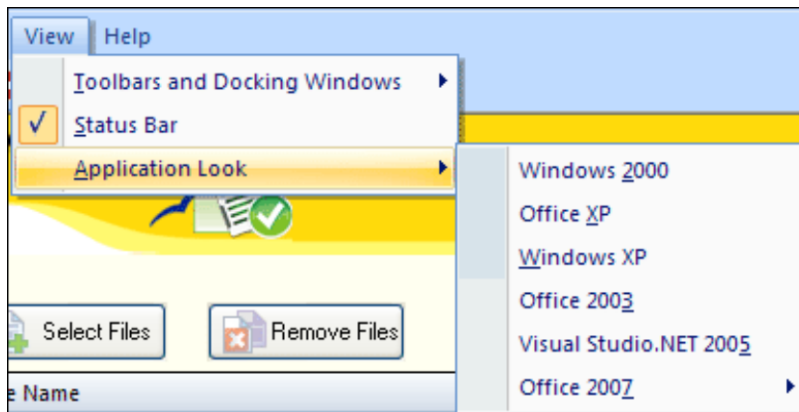 View Help
Toolbars and Docking Windows
Status Bar
Application Look
Windows 2000
Office XP
Windows XP
Office 2003
Visual Studio.NET 2005
Office 2007
Select Files Remove Files
e Name